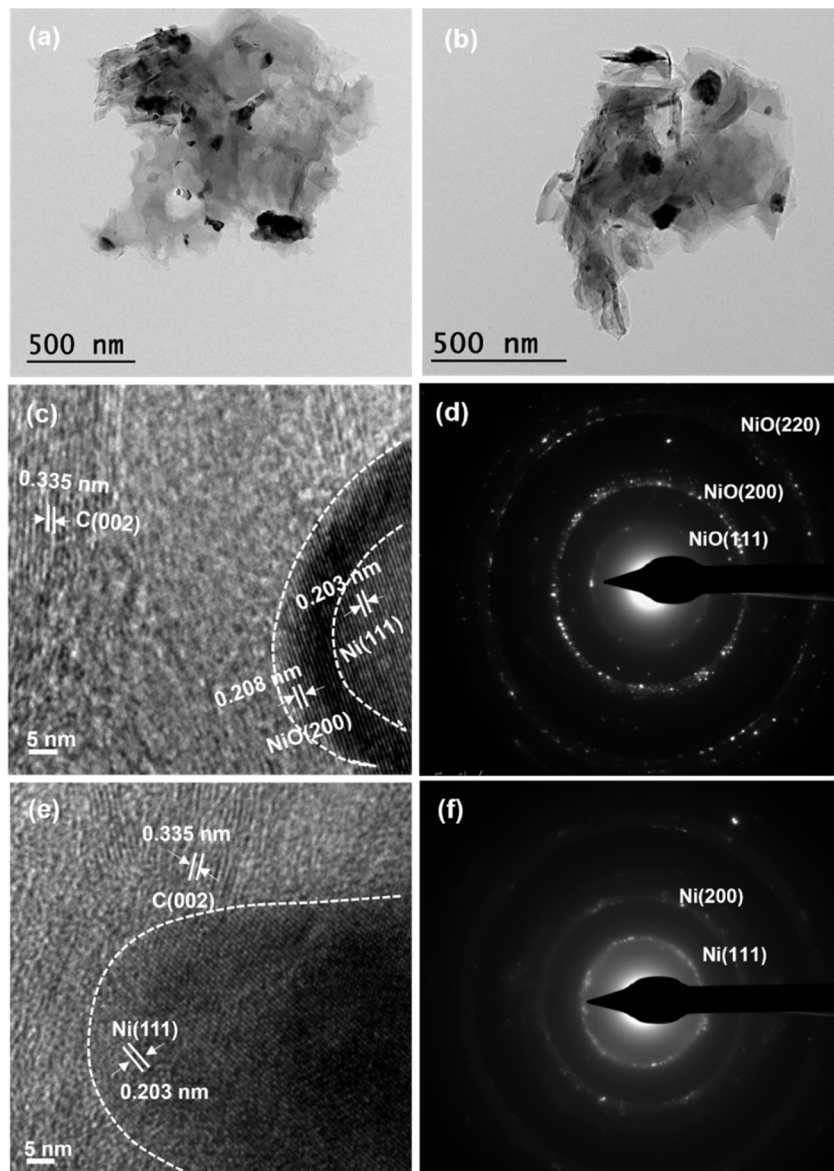 (a)
500 nm
(b)
500 nm
(c)
0.335 nm
C(002)
0.203 nm
Ni(111)
0.208 nm
NiO(200)
5 nm
(d)
NiO(220)
NiO(200)
NiO(111)
(e)
0.335 nm
C(002)
Ni(111)
0.203 nm
5 nm
(f)
Ni(200)
Ni(111)